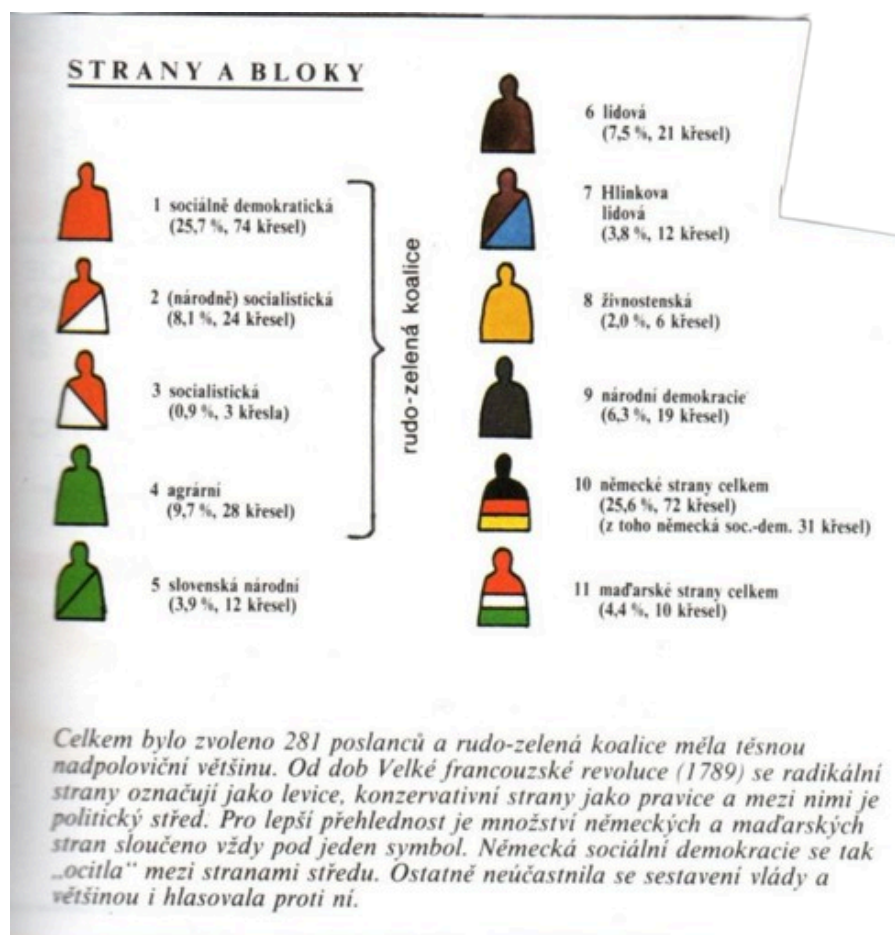 STRANY A BLOKY
1 sociálně demokratická
(25,7 %, 74 křesel)
2 (národně) socialistická
(8,1 %, 24 křesel)
3 socialistická
(0,9 %, 3 křesla)
4 agrární
(9,7 %, 28 křesel)
5 slovenská národní
(3,9 %, 12 křesel)
rudo-zelená koalice
6 lidová
(7,5 %, 21 křesel)
7 Hlinkova
lidová
(3,8 %, 12 křesel)
8 živnostenská
(2,0 %, 6 křesel)
9 národní demokracie
(6,3 %, 19 křesel)
10 německé strany celkem
(25,6 %, 72 křesel)
(z toho německá soc.-dem. 31 křesel)
11 maďarské strany celkem
(4,4 %, 10 křesel)
Celkem bylo zvoleno 281 poslanců a rudo-zelená koalice měla těsnou
nadpoloviční většinu. Od dob Velké francouzské revoluce (1789) se radikální
strany označují jako levice, konzervativní strany jako pravice a mezi nimi je
politický střed. Pro lepší přehlednost je množství německých a maďarských
stran sloučeno vždy pod jeden symbol. Německá sociální demokracie se tak
„ocitla“ mezi stranami středu. Ostatně neúčastnila se sestavení vlády a
většinou i hlasovala proti ní.